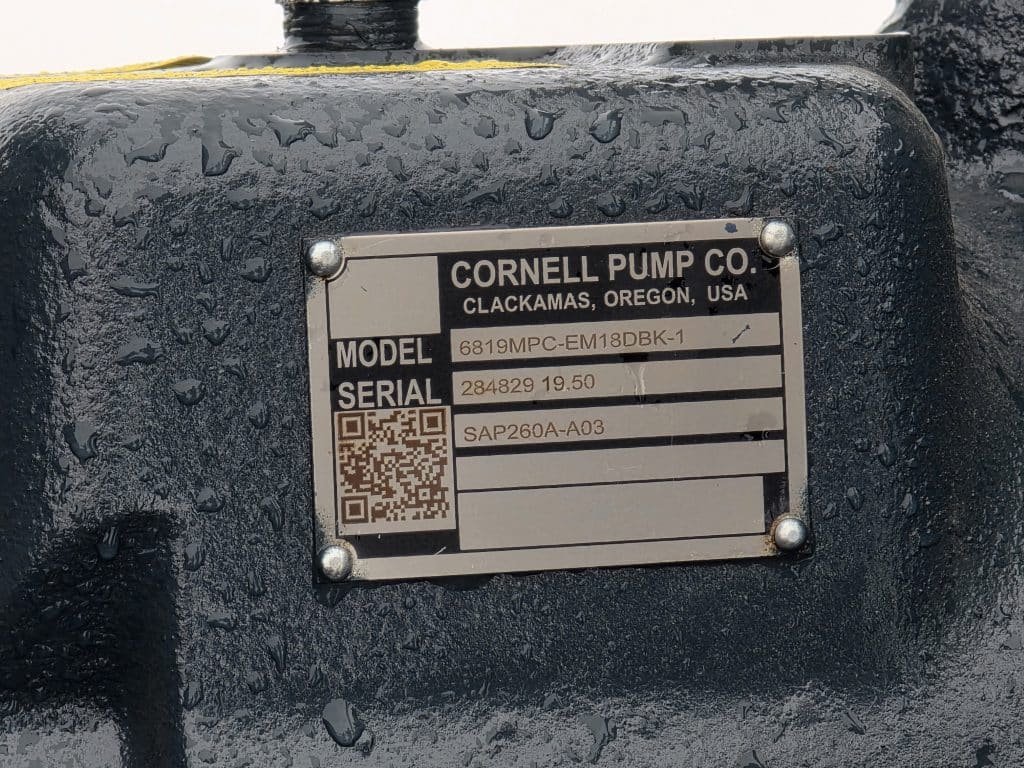 CORNELL PUMP CO.
CLACKAMAS, OREGON, USA
MODEL 6819MPC-EM18DBK-1
SERIAL 284829 19.50
SAP260A-A03